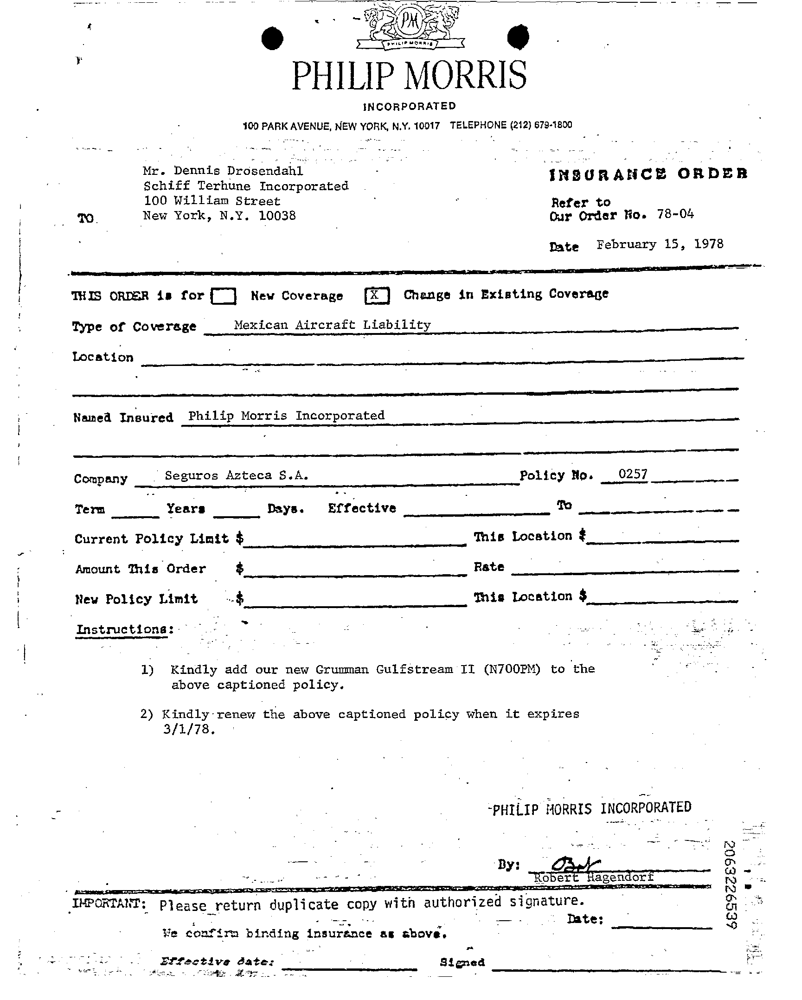 PM
PHILIP MORRIS
PHILIP MORRIS
INCORPORATED
100 PARK AVENUE, NEW YORK, N.Y. 10017 TELEPHONE (212) 679-1800
Mr. Dennis Drosendahl
Schiff Terhune Incorporated
100 William Street
TO New York, N.Y. 10038
INSURANCE ORDER
Refer to
Our Order No. 78-04
Date February 15, 1978
THIS ORDER is for New Coverage X Change in Existing Coverage
Type of Coverage Mexican Aircraft Liability
Location
Named Insured Philip Morris Incorporated
Company Seguros Azteca S.A. Policy No. 0257
Term Years Days. Effective To
Current Policy Limit $ This Location $
Amount This Order $ Rate
New Policy Limit $ This Location $
Instructions:
1) Kindly add our new Grumman Gulfstream II (N700PM) to the
above captioned policy.
2) Kindly renew the above captioned policy when it expires
3/1/78.
PHILIP MORRIS INCORPORATED
By:
Robert Hagendorf
IMPORTANT: Please return duplicate copy with authorized signature.
Date:
We confirm binding insurance as above.
Effective date: Signed
2063226539